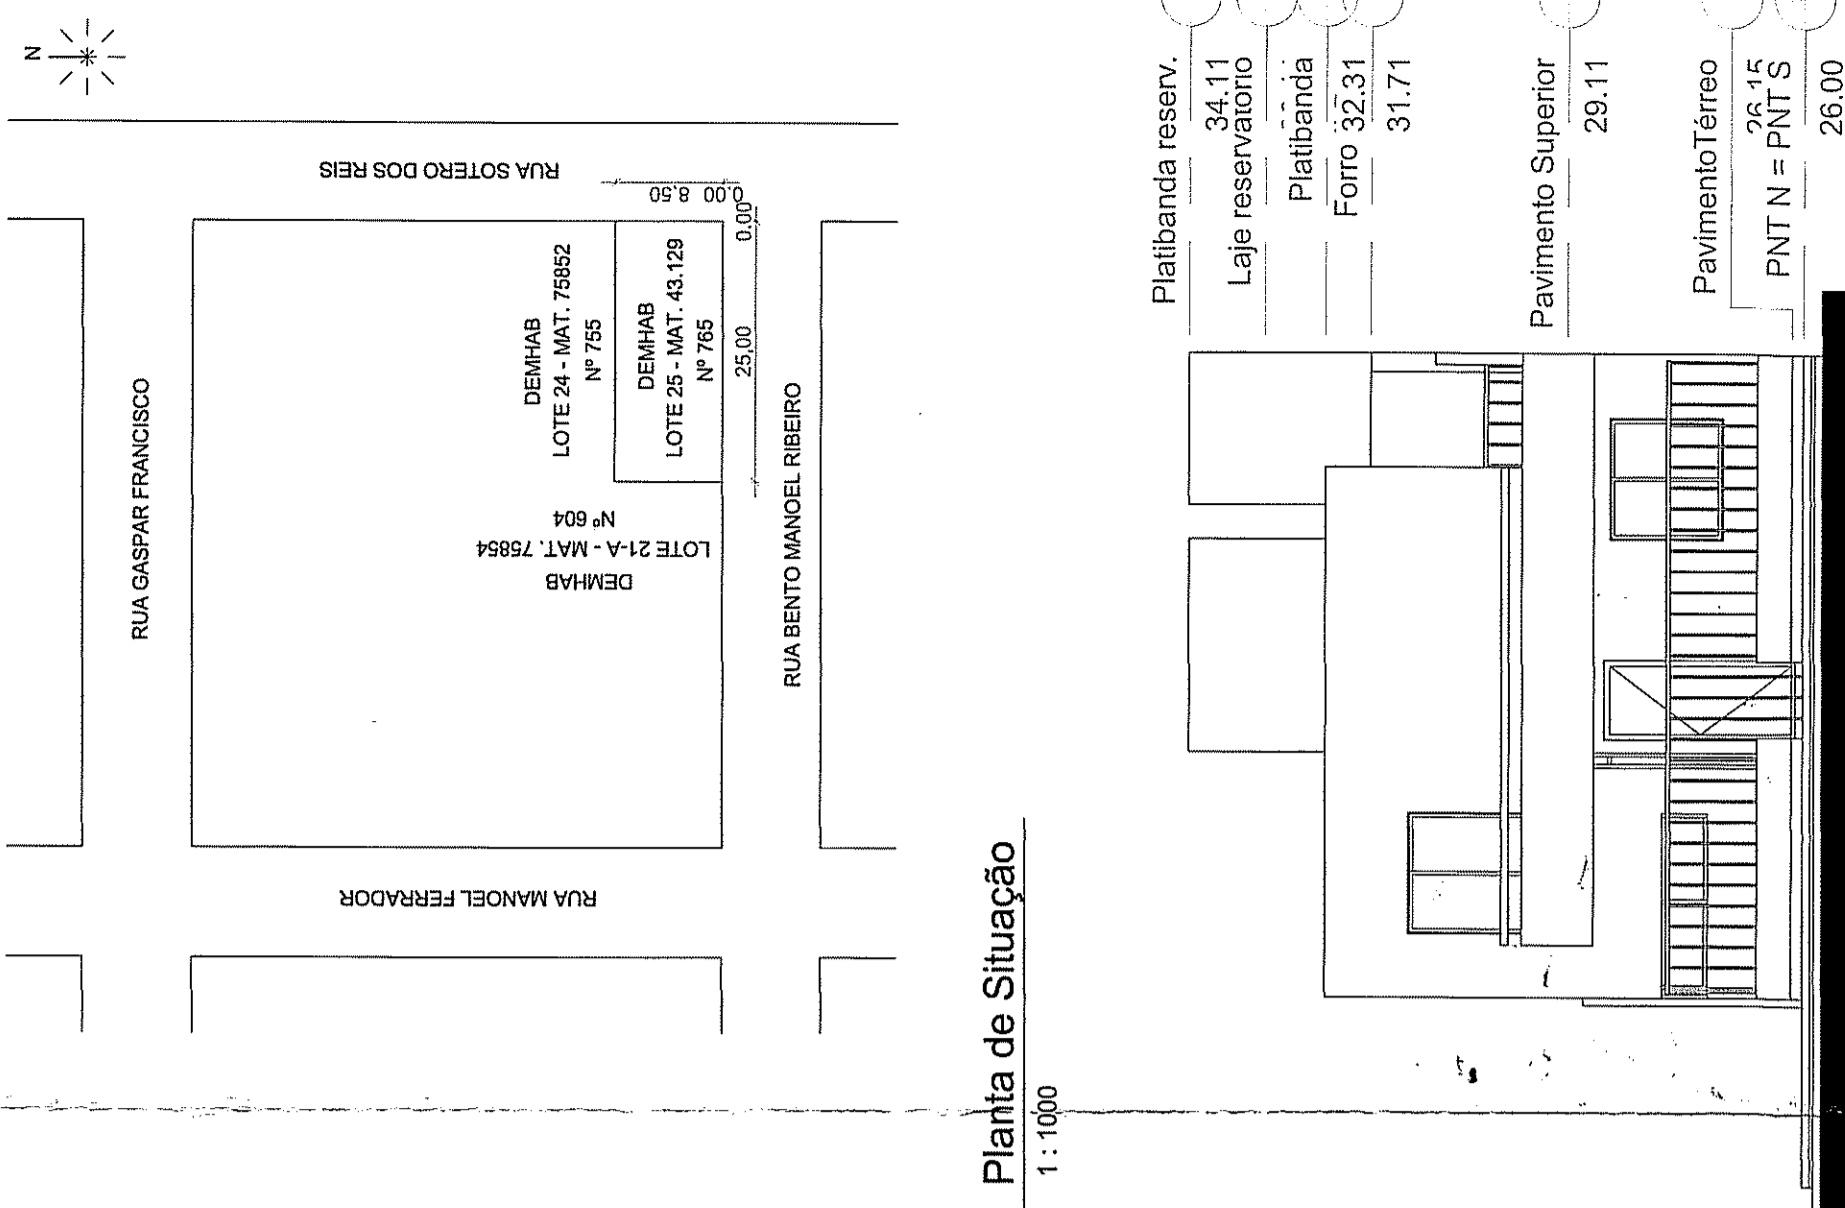 N
RUA SOTERO DOS REIS
RUA GASPAR FRANCISCO
DEMHAB
LOTE 24 - MAT. 75852
Nº 755
DEMHAB
LOTE 25 - MAT. 43.129
Nº 765
0.00 8,50
0.00
25,00
DEMHAB
LOTE 21-A - MAT. 75854
Nº 604
RUA BENTO MANOEL RIBEIRO
RUA MANOEL FERRADOR
Planta de Situação
1 : 1000
Platibanda reserv.
34.11
Laje reservatorio
Platibanda
Forro 32.31
31.71
Pavimento Superior
29.11
Pavimento Térreo
26.15
PNT N = PNT S
26.00